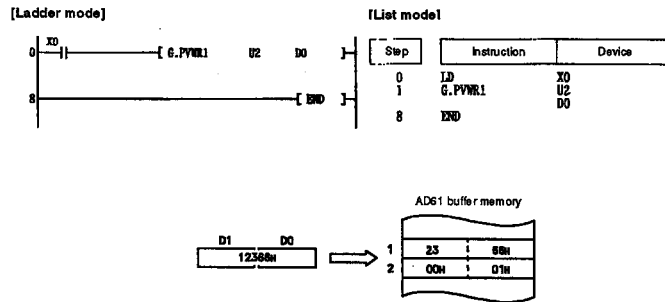 [Ladder mode]
[List mode]
X0
0 G.PVWR1 U2 D0
8 END
Step Instruction Device
0 LD X0
1 G.PVWR1 U2
D0
8 END
AD61 buffer memory
D1 D0
12368H
1 23 68H
2 00H 01H